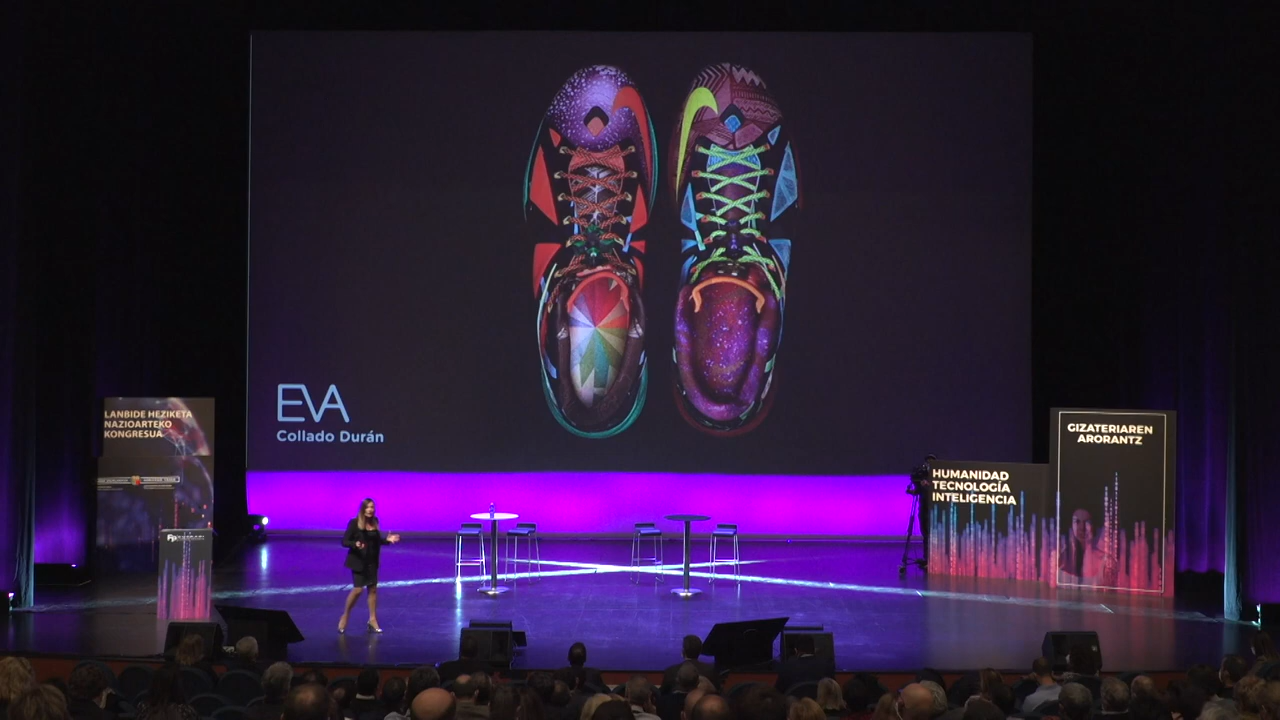 EVA
Collado Durán
LANBIDE HEZIKETA
NAZIOARTEKO
KONGRESUA
HUMANIDAD
TECNOLOGÍA
INTELIGENCIA
GIZATERIAREN
ARORANTZ